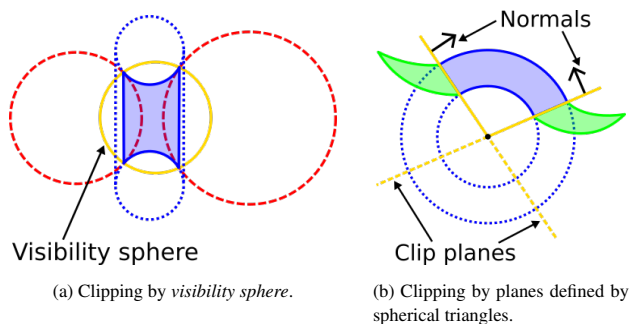 Normals
Visibility sphere
Clip planes
(a) Clipping by visibility sphere.
(b) Clipping by planes defined by
spherical triangles.